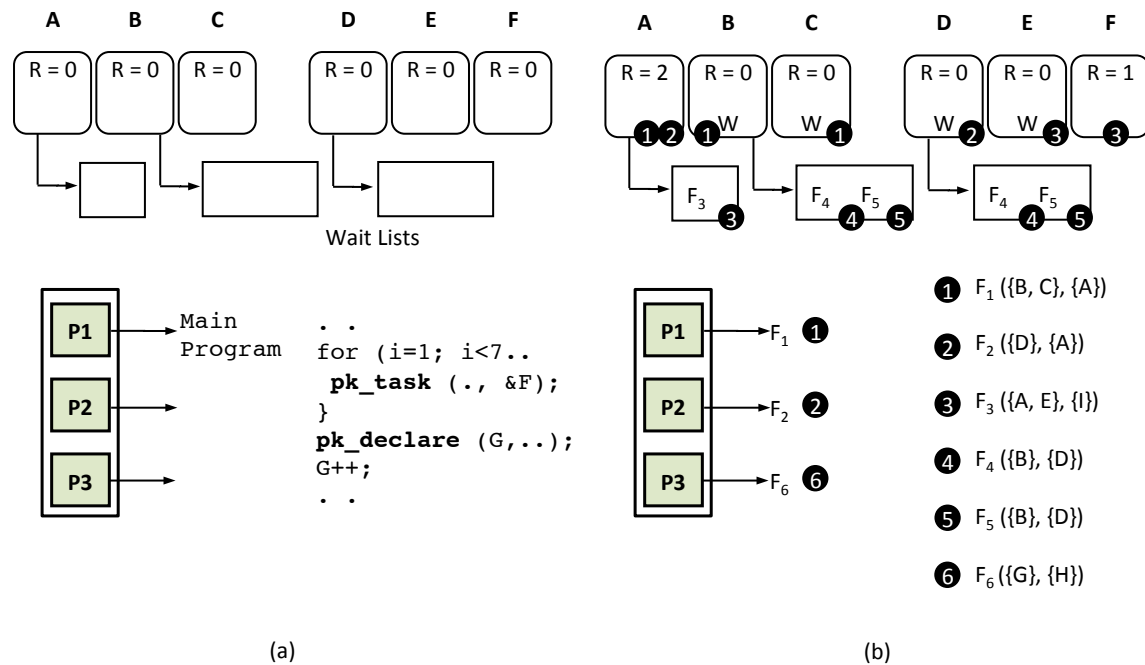 A B C D E F
R = 0 R = 0 R = 0 R = 0 R = 0 R = 0
Wait Lists
P1 Main
Program
P2
P3
. .
for (i=1; i<7..
pk_task (., &F);
}
pk_declare (G,..);
G++;
. .
(a)
A B C D E F
R = 2 R = 0 R = 0 R = 0 R = 0 R = 1
1 2 1 W W 1 W 2 W 3 3
F3 3 F4 4 F5 5 F4 4 F5 5
P1 F1 1
P2 F2 2
P3 F6 6
1 F1 ({B, C}, {A})
2 F2 ({D}, {A})
3 F3 ({A, E}, {I})
4 F4 ({B}, {D})
5 F5 ({B}, {D})
6 F6 ({G}, {H})
(b)